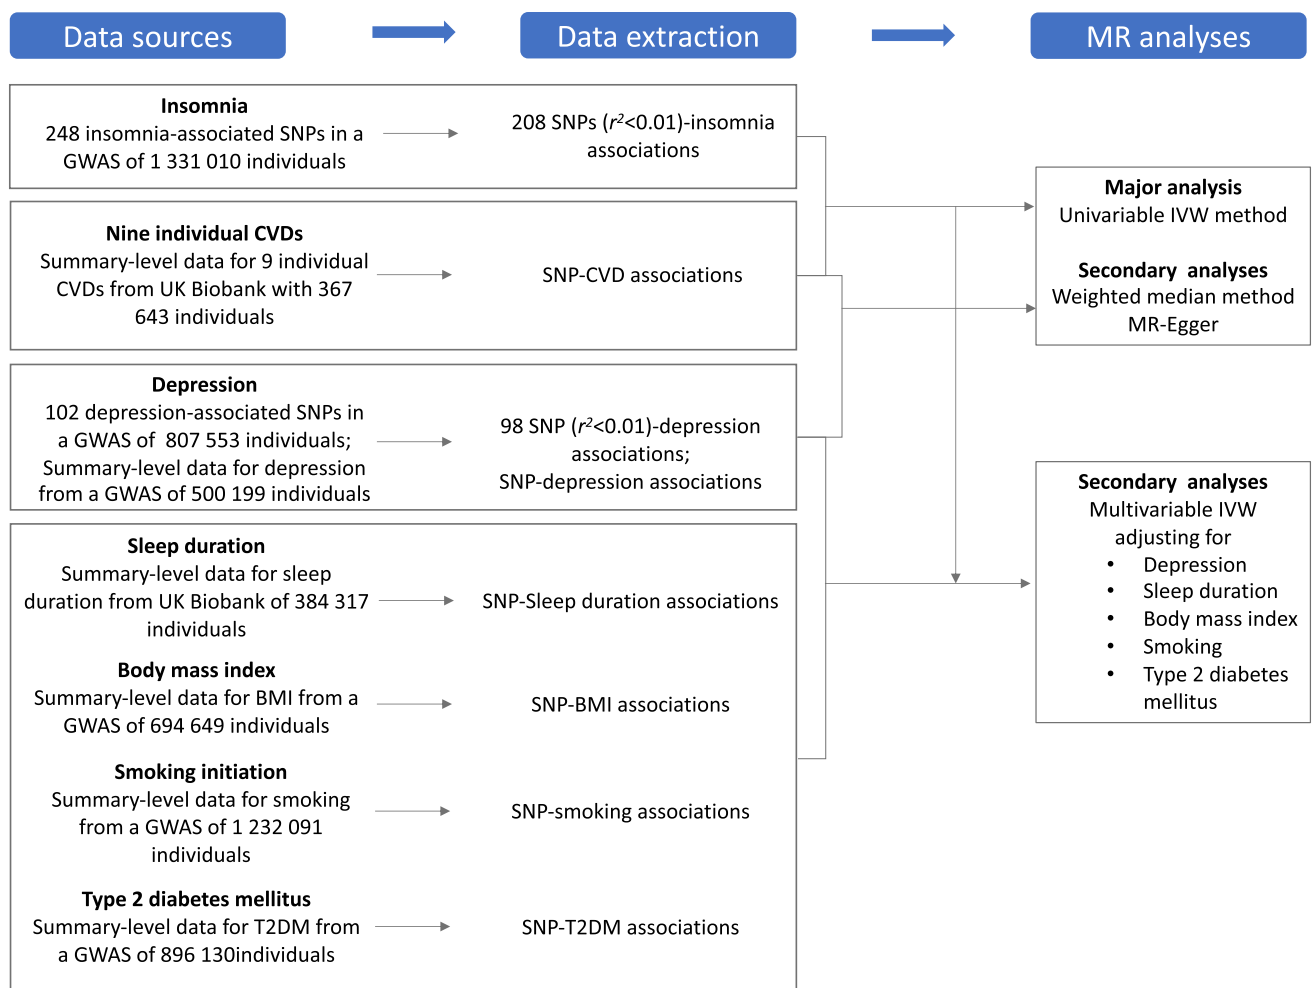 Data sources
Data extraction
MR analyses
Insomnia
248 insomnia-associated SNPs in a
GWAS of 1 331 010 individuals
208 SNPs (r²<0.01)-insomnia
associations
Nine individual CVDs
Summary-level data for 9 individual
CVDs from UK Biobank with 367
643 individuals
SNP-CVD associations
Depression
102 depression-associated SNPs in
a GWAS of 807 553 individuals;
Summary-level data for depression
from a GWAS of 500 199 individuals
98 SNP (r²<0.01)-depression
associations;
SNP-depression associations
Sleep duration
Summary-level data for sleep
duration from UK Biobank of 384 317
individuals
SNP-Sleep duration associations
Body mass index
Summary-level data for BMI from a
GWAS of 694 649 individuals
SNP-BMI associations
Smoking initiation
Summary-level data for smoking
from a GWAS of 1 232 091
individuals
SNP-smoking associations
Type 2 diabetes mellitus
Summary-level data for T2DM from
a GWAS of 896 130individuals
SNP-T2DM associations
Major analysis
Univariable IVW method
Secondary analyses
Weighted median method
MR-Egger
Secondary analyses
Multivariable IVW
adjusting for
• Depression
• Sleep duration
• Body mass index
• Smoking
• Type 2 diabetes
mellitus